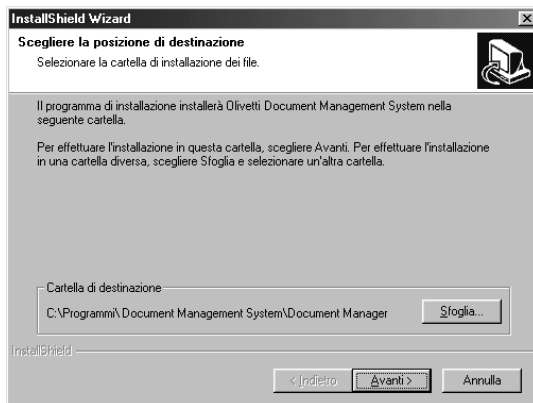 InstallShield Wizard
Scegliere la posizione di destinazione
Selezionare la cartella di installazione dei file.
Il programma di installazione installerà Olivetti Document Management System nella
seguente cartella.
Per effettuare l'installazione in questa cartella, scegliere Avanti. Per effettuare l'installazione
in una cartella diversa, scegliere Sfoglia e selezionare un'altra cartella.
Cartella di destinazione
C:\Programmi\Document Management System\Document Manager
Sfoglia...
InstallShield
< Indietro
Avanti >
Annulla